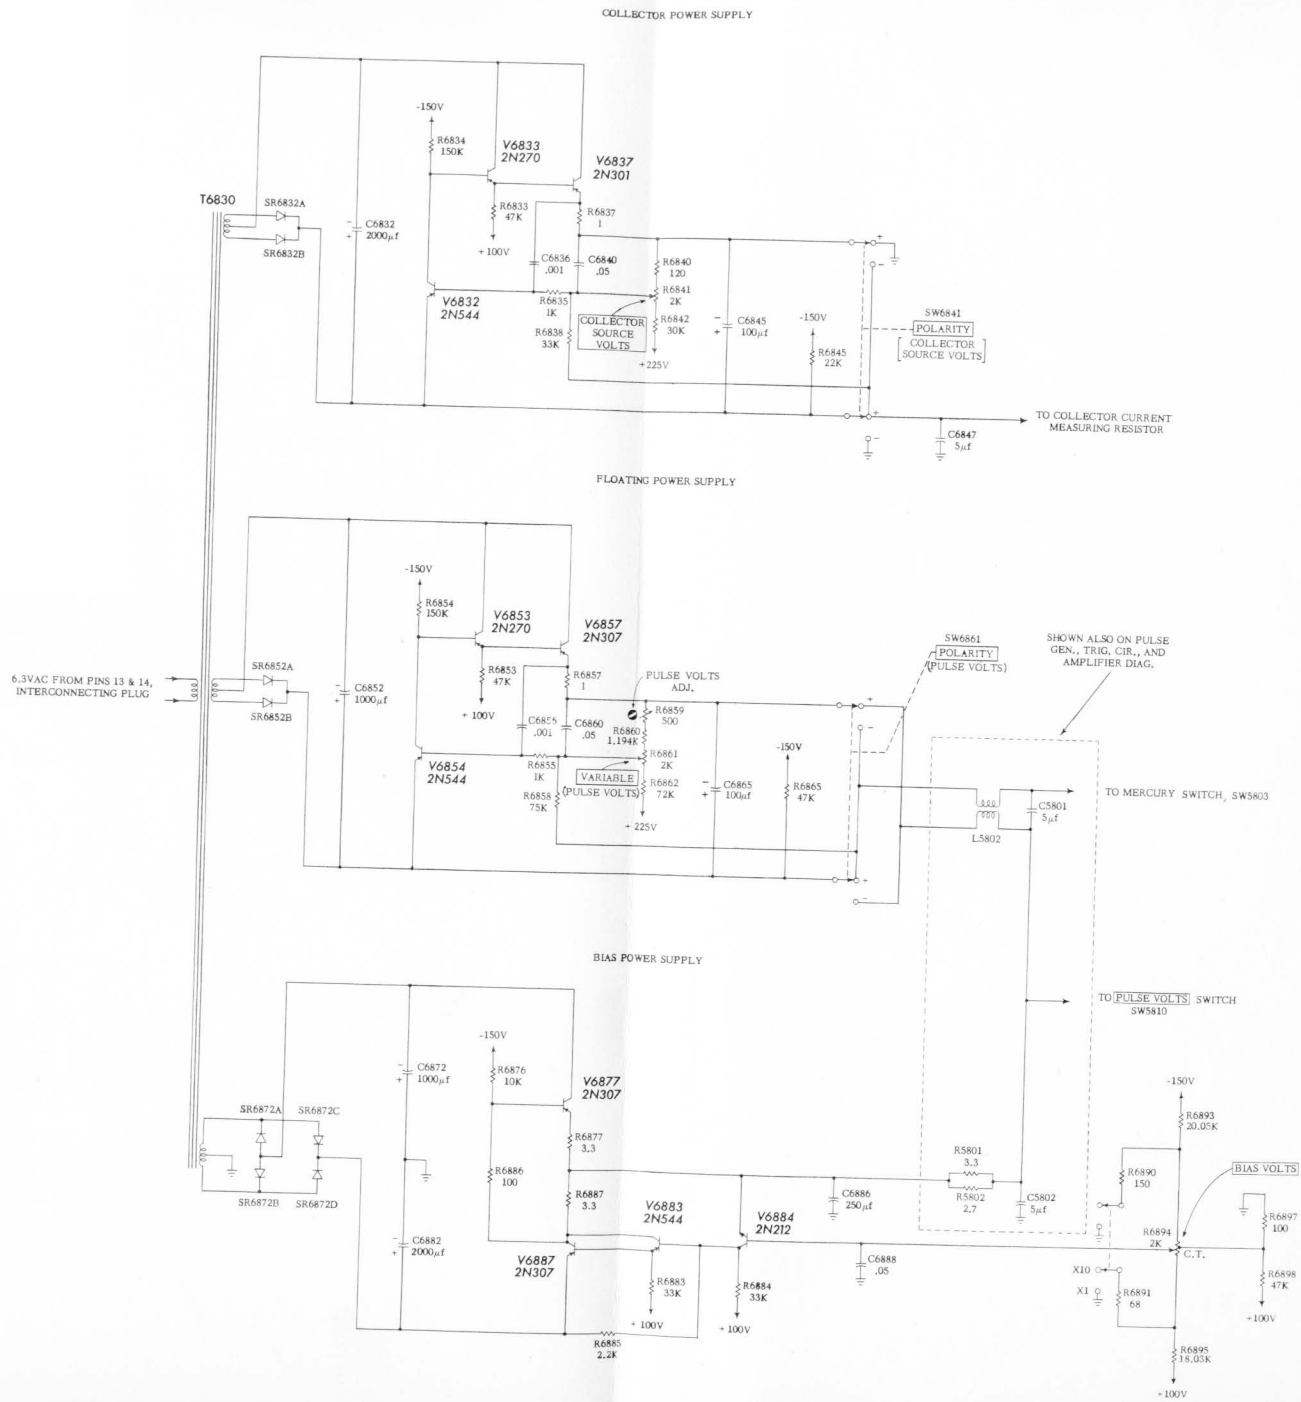 COLLECTOR POWER SUPPLY
-150V
R6834
150K
V6833
2N270
V6837
2N301
T6830
SR6832A
SR6832B
C6832
2000μf
-
+
R6833
47K
+100V
R6837
1
C6836
.001
C6840
.05
R6840
120
R6841
2K
V6832
2N544
R6835
1K
R6838
33K
COLLECTOR
SOURCE
VOLTS
R6842
30K
+225V
-
+
C6845
100μf
-150V
R6845
22K
+
-
SW6841
POLARITY
COLLECTOR
SOURCE VOLTS
+
-
TO COLLECTOR CURRENT
MEASURING RESISTOR
C6847
5μf
FLOATING POWER SUPPLY
-150V
R6854
150K
V6853
2N270
V6857
2N307
SW6861
POLARITY
(PULSE VOLTS)
SHOWN ALSO ON PULSE
GEN., TRIG. CIR., AND
AMPLIFIER DIAG.
6.3VAC FROM PINS 13 & 14,
INTERCONNECTING PLUG
SR6852A
SR6852B
-
+
C6852
1000μf
R6853
47K
+ 100V
R6857
1
PULSE VOLTS
ADJ.
C6855
.001
C6860
.05
R6859
500
R6860
1.194K
R6861
2K
V6854
2N544
R6855
1K
R6858
75K
VARIABLE
(PULSE VOLTS)
R6862
72K
+ 225V
-
+
C6865
100μf
-150V
R6865
47K
+
-
+
-
TO MERCURY SWITCH, SW5803
C5801
5μf
L5802
BIAS POWER SUPPLY
TO PULSE VOLTS SWITCH
SW5810
-
+
C6872
1000μf
-150V
R6876
10K
V6877
2N307
SR6872A
SR6872C
SR6872B
SR6872D
R6877
3.3
R6886
100
R6887
3.3
V6883
2N544
V6884
2N212
C6886
250μf
R5801
3.3
R5802
2.7
C5802
5μf
-
+
C6882
2000μf
V6887
2N307
R6883
33K
+ 100V
R6884
33K
+100V
R6885
2.2K
C6888
.05
-150V
R6893
20.05K
R6890
150
BIAS VOLTS
R6894
2K
C.T.
R6897
100
X10
X1
R6891
68
R6898
47K
+100V
R6895
18.03K
+100V